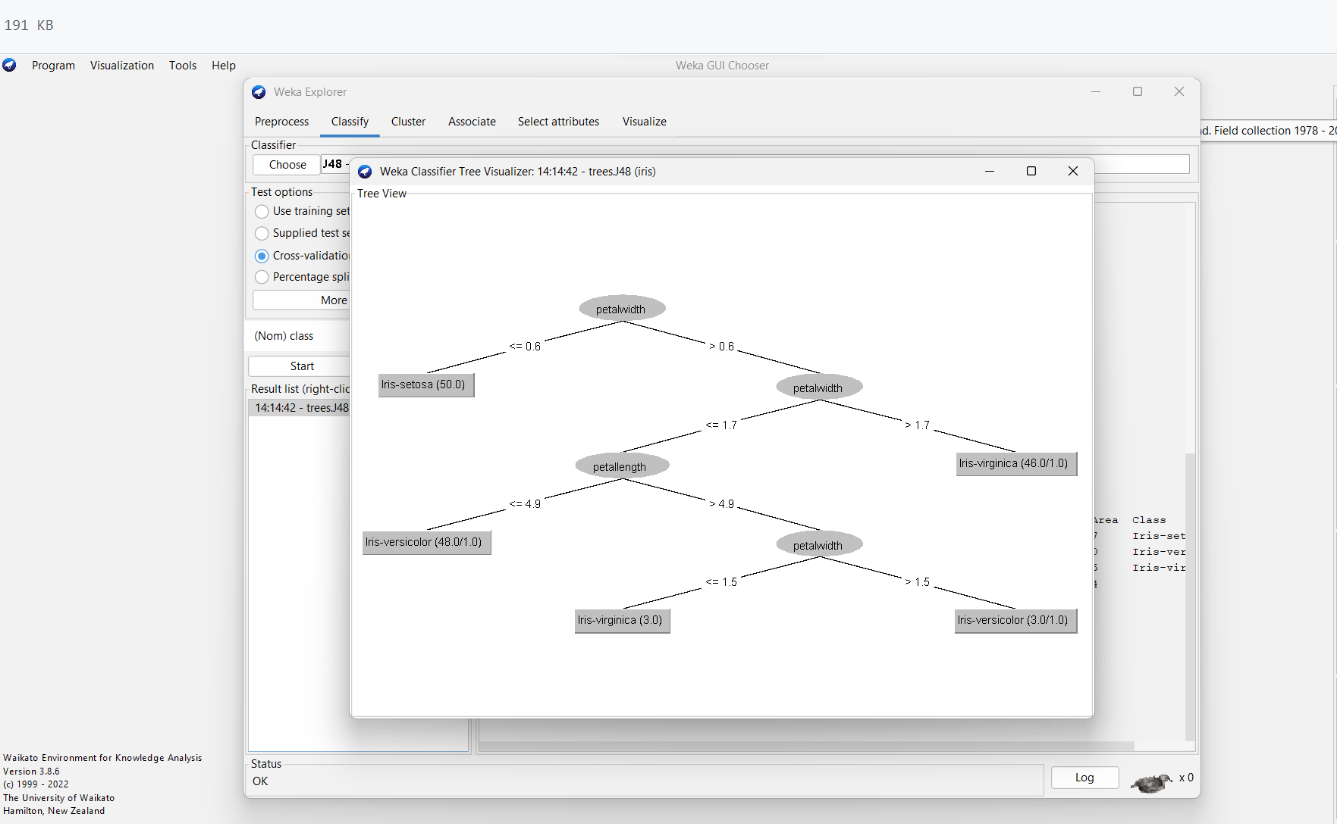 191 KB
Program Visualization Tools Help
Weka GUI Chooser
Weka Explorer
Preprocess Classify Cluster Associate Select attributes Visualize
d. Field collection 1978 - 20
Classifier
Choose J48 -
Weka Classifier Tree Visualizer: 14:14:42 - trees.J48 (iris)
Test options
Tree View
Use training set
Supplied test se
Cross-validation
Percentage spli
More
(Nom) class
Start
Result list (right-clic
14:14:42 - trees.J48
petalwidth
<= 0.6 > 0.6
Iris-setosa (50.0) petalwidth
<= 1.7 > 1.7
petallength Iris-virginica (46.0/1.0)
<= 4.9 > 4.9
Iris-versicolor (48.0/1.0) petalwidth
<= 1.5 > 1.5
Iris-virginica (3.0) Iris-versicolor (3.0/1.0)
Area Class
7 Iris-set
0 Iris-ver
5 Iris-vir
4
Status
OK
Log x 0
Waikato Environment for Knowledge Analysis
Version 3.8.6
(c) 1999 - 2022
The University of Waikato
Hamilton, New Zealand